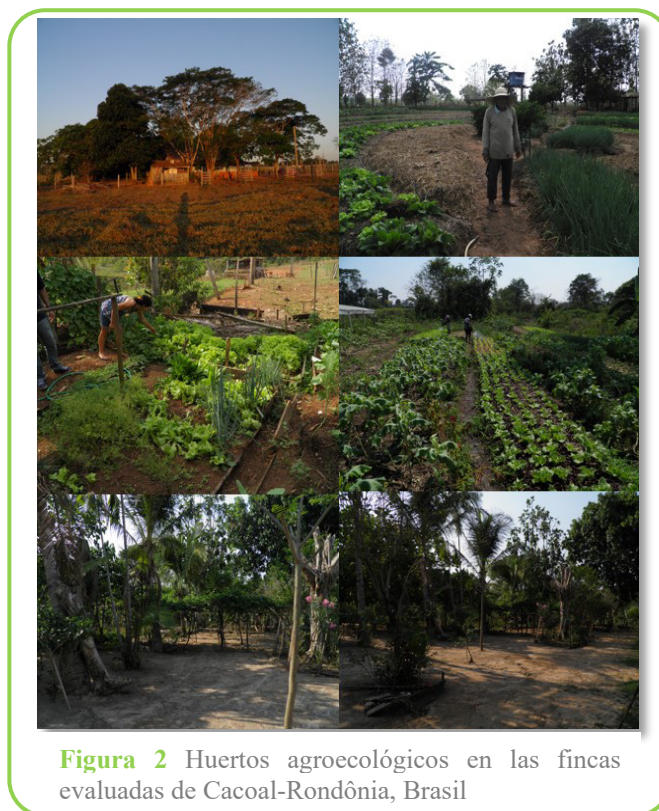 Figura 2 Huertos agroecológicos en las fincas
evaluadas de Cacoal-Rondônia, Brasil